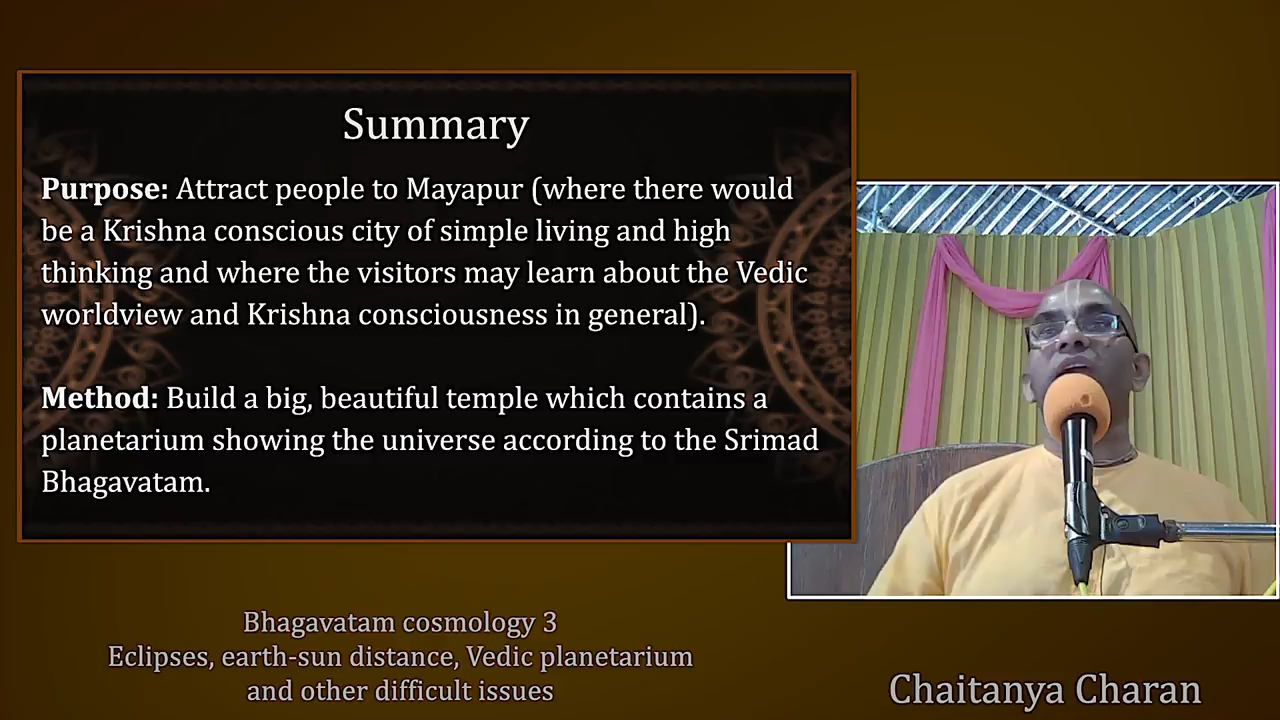 Summary
Purpose: Attract people to Mayapur (where there would
be a Krishna conscious city of simple living and high
thinking and where the visitors may learn about the Vedic
worldview and Krishna consciousness in general).
Method: Build a big, beautiful temple which contains a
planetarium showing the universe according to the Srimad
Bhagavatam.
Bhagavatam cosmology 3
Eclipses, earth-sun distance, Vedic planetarium
and other difficult issues
Chaitanya Charan